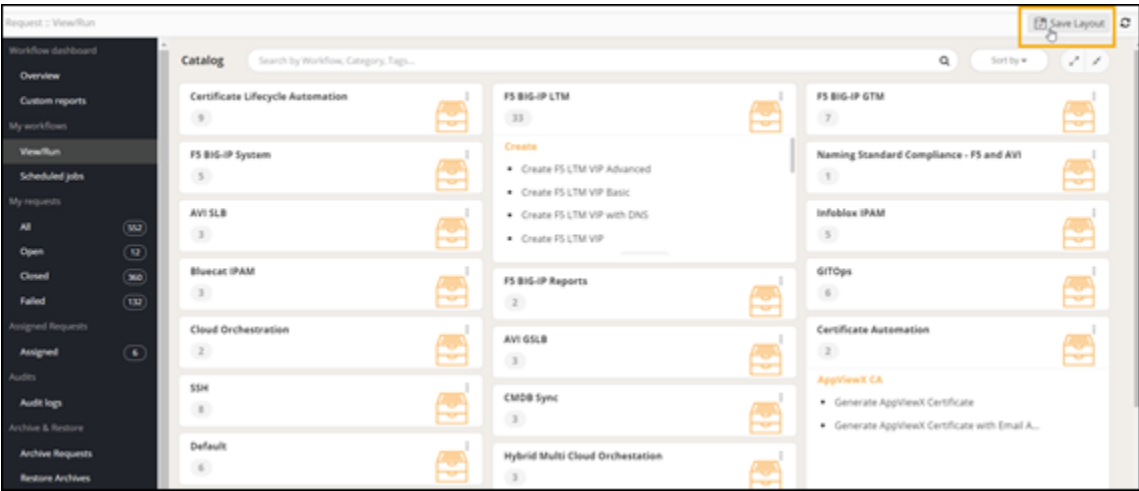 Request :: View/Run
Save Layout
Workflow dashboard
Overview
Custom reports
My workflows
View/Run
Scheduled jobs
My requests
All 552
Open 12
Closed 360
Failed 132
Assigned Requests
Assigned 6
Audits
Audit logs
Archive & Restore
Archive Requests
Restore Archives
Catalog
Search by Workflow, Category, Tags...
Sort by
Certificate Lifecycle Automation
9
F5 BIG-IP System
5
AVI SLB
3
Bluecat IPAM
3
Cloud Orchestration
2
SSH
8
Default
6
F5 BIG-IP LTM
33
Create
• Create F5 LTM VIP Advanced
• Create F5 LTM VIP Basic
• Create F5 LTM VIP with DNS
• Create F5 LTM VIP
F5 BIG-IP Reports
2
AVI GSLB
3
CMDB Sync
3
Hybrid Multi Cloud Orchestation
3
F5 BIG-IP GTM
7
Naming Standard Compliance - F5 and AVI
1
Infoblox IPAM
5
GITOps
6
Certificate Automation
2
AppViewX CA
• Generate AppViewX Certificate
• Generate AppViewX Certificate with Email A...